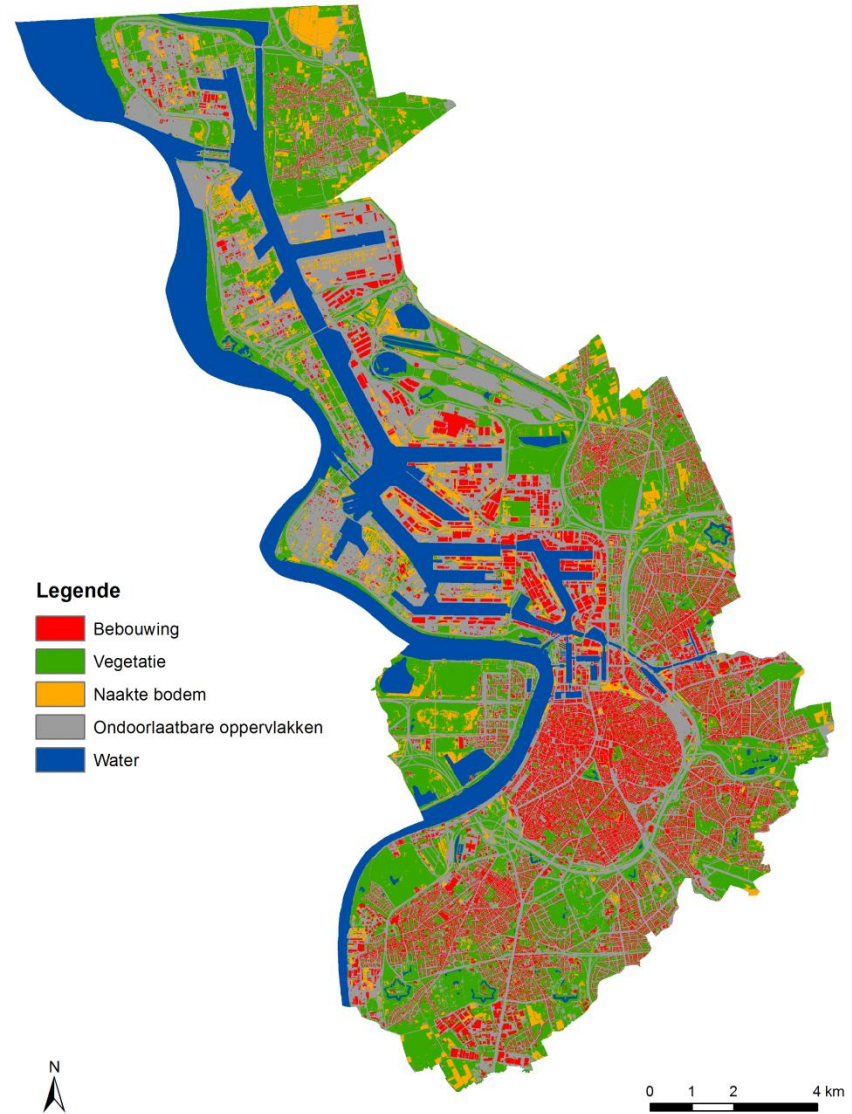 Legende
Bebouwing
Vegetatie
Naakte bodem
Ondoorlaatbare oppervlakken
Water
N
0 1 2 4 km